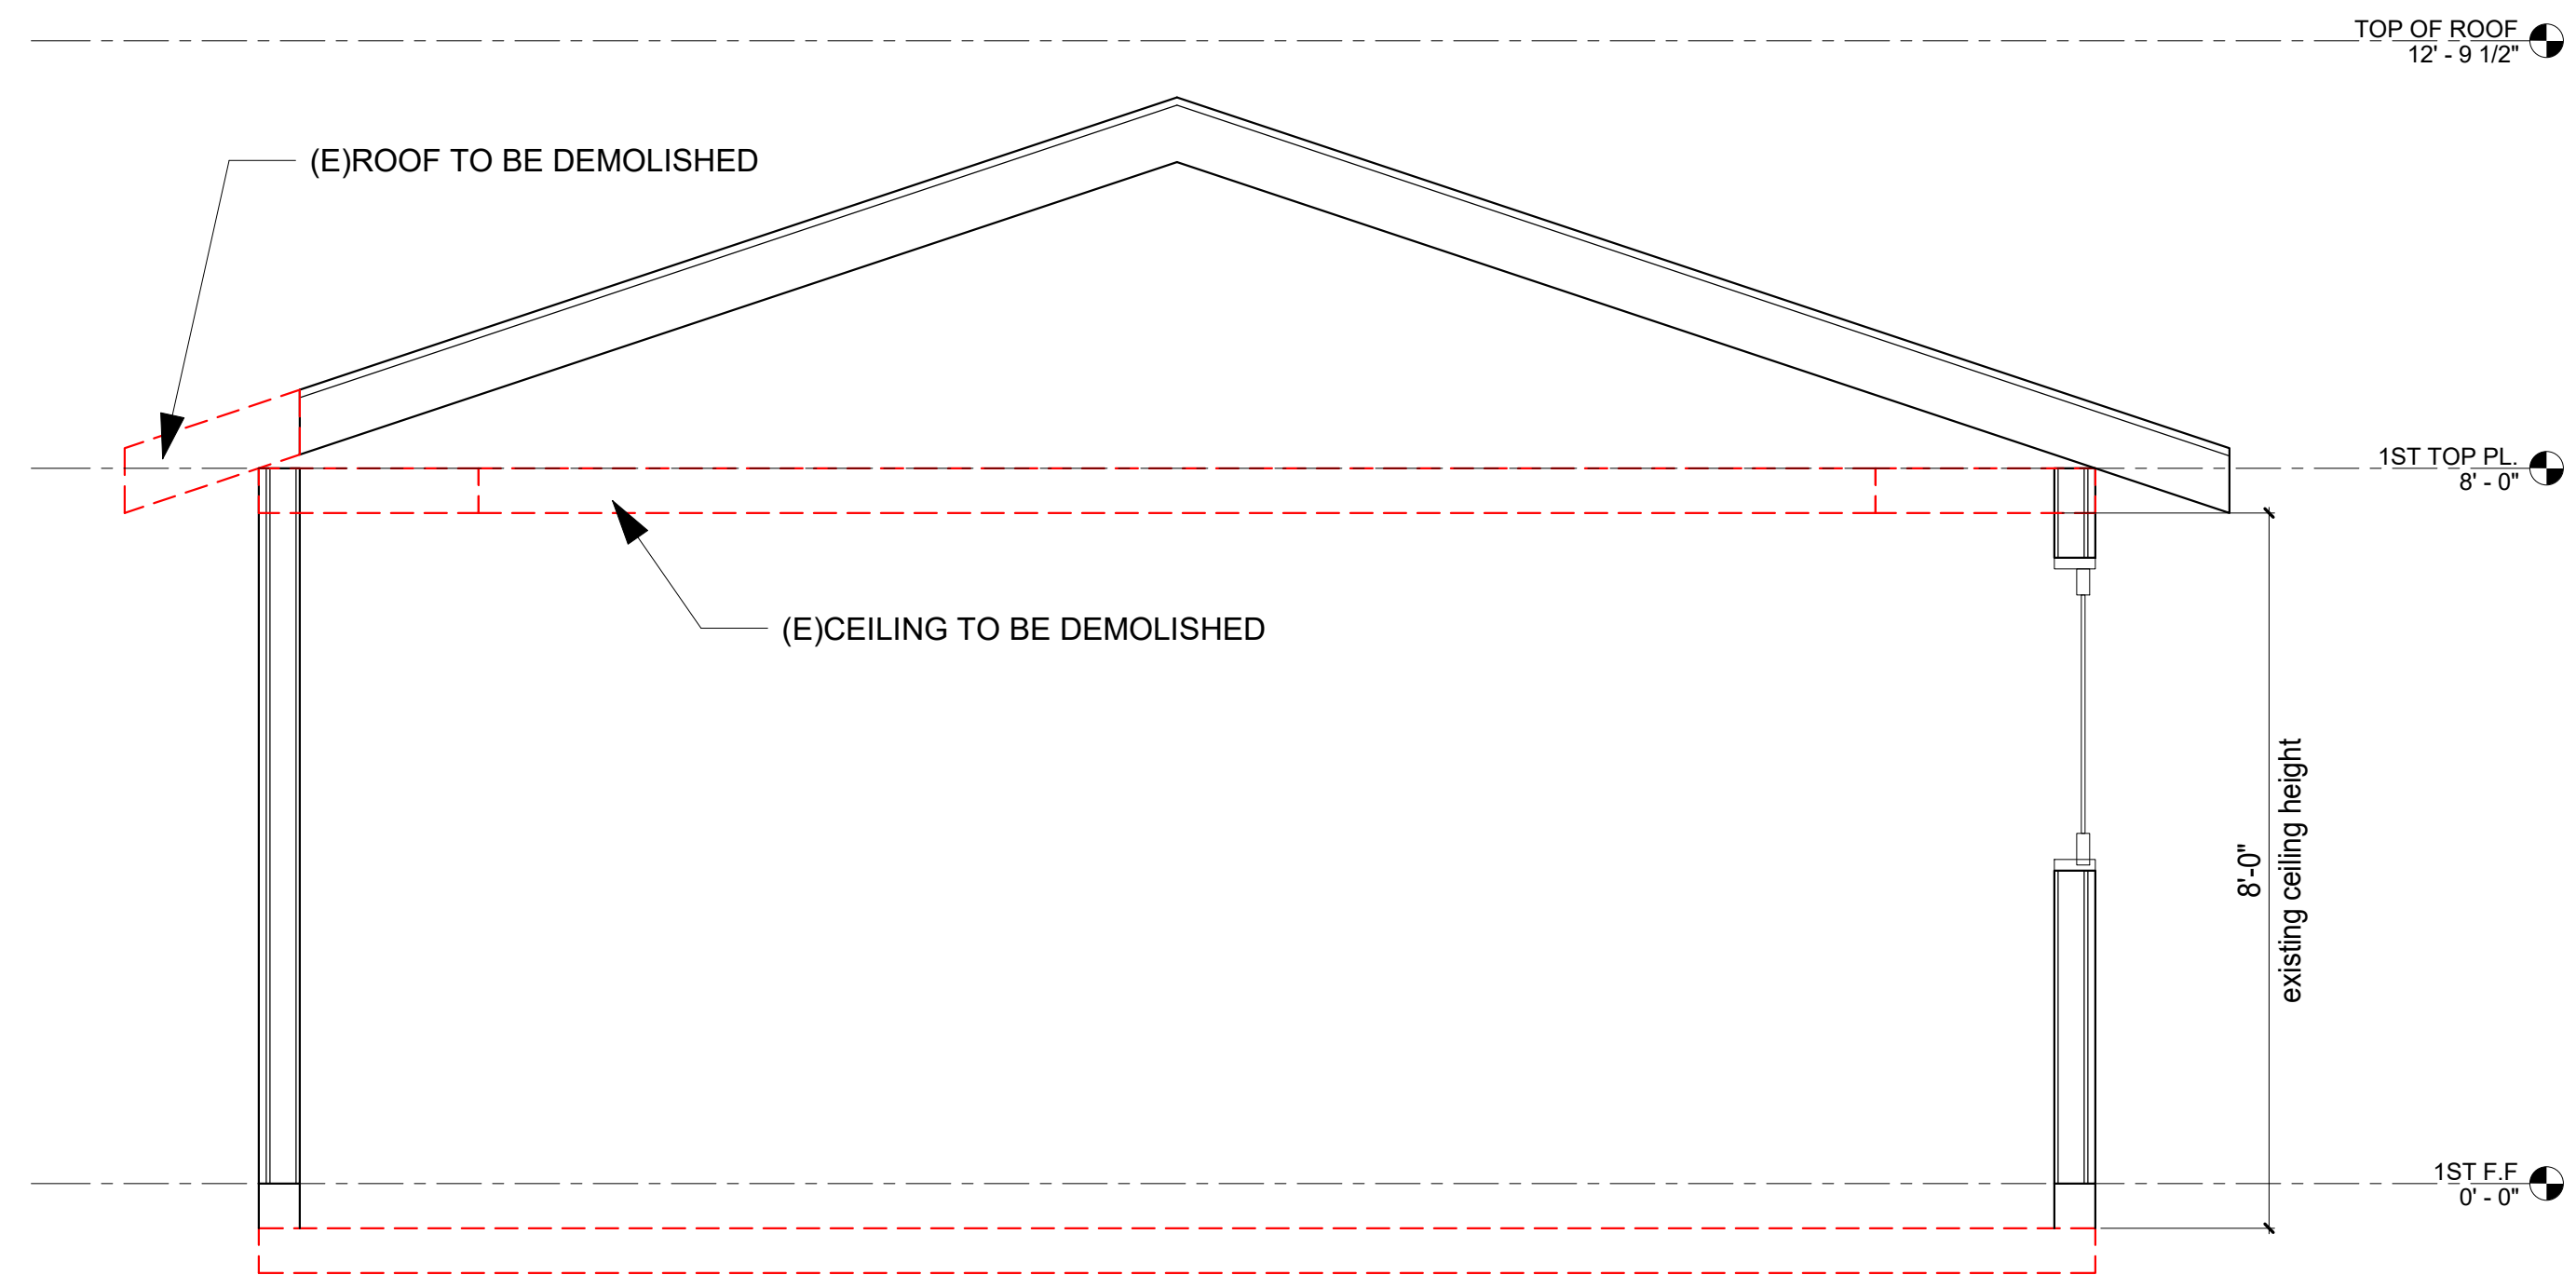 TOP OF ROOF
12' - 9 1/2"
(E)ROOF TO BE DEMOLISHED
1ST TOP PL.
8' - 0"
(E)CEILING TO BE DEMOLISHED
8'-0"
existing ceiling height
1ST F.F
0' - 0"